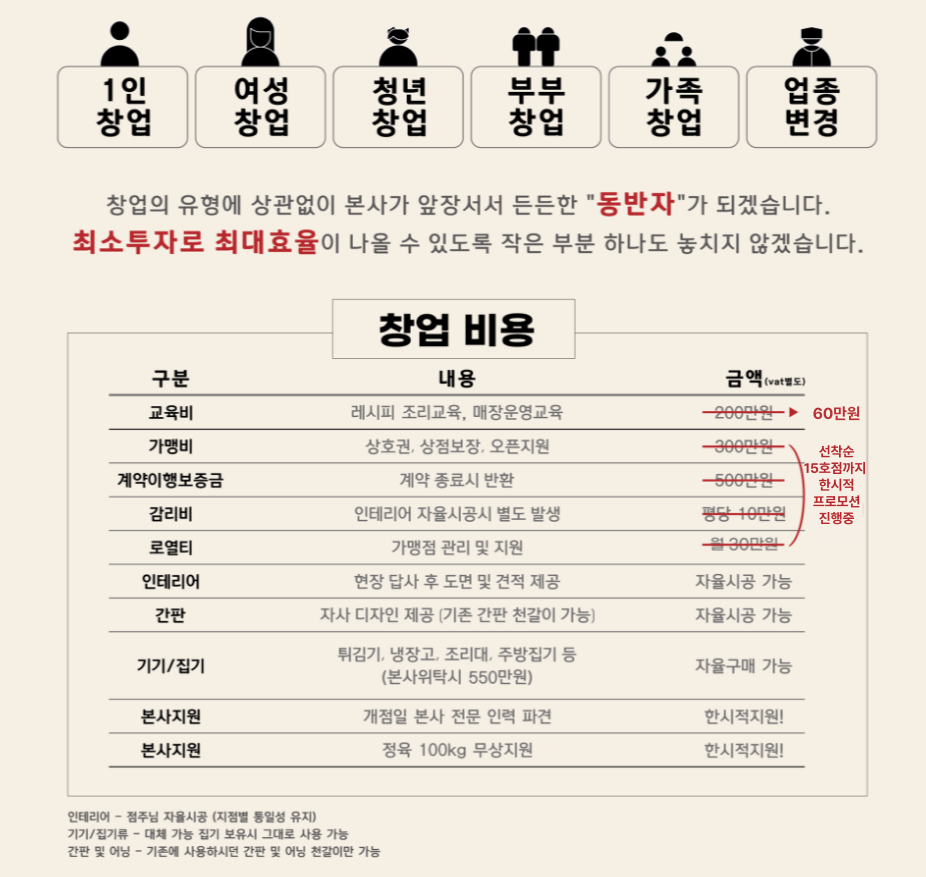 1인
창업
여성
창업
청년
창업
부부
창업
가족
창업
업종
변경
창업의 유형에 상관없이 본사가 앞장서서 든든한 "동반자"가 되겠습니다.
최소투자로 최대효율이 나올 수 있도록 작은 부분 하나도 놓치지 않겠습니다.
창업 비용
구분 내용 금액(vat별도)
교육비 레시피 조리교육, 매장운영교육 200만원 ▶ 60만원
가맹비 상호권, 상점보장, 오픈지원 300만원
계약이행보증금 계약 종료시 반환 500만원
감리비 인테리어 자율시공시 별도 발생 평당 10만원
로열티 가맹점 관리 및 지원 월 30만원
선착순
15호점까지
한시적
프로모션
진행중
인테리어 현장 답사 후 도면 및 견적 제공 자율시공 가능
간판 자사 디자인 제공 (기존 간판 천갈이 가능) 자율시공 가능
기기/집기 튀김기, 냉장고, 조리대, 주방집기 등
(본사위탁시 550만원) 자율구매 가능
본사지원 개점일 본사 전문 인력 파견 한시적지원!
본사지원 정육 100kg 무상지원 한시적지원!
인테리어 - 점주님 자율시공 (지점별 통일성 유지)
기기/집기류 - 대체 가능 집기 보유시 그대로 사용 가능
간판 및 어닝 - 기존에 사용하시던 간판 및 어닝 천갈이만 가능